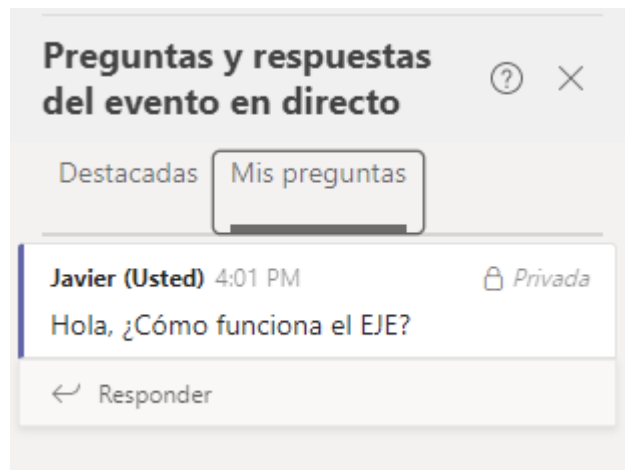 Preguntas y respuestas
del evento en directo
Destacadas Mis preguntas
Javier (Usted) 4:01 PM Privada
Hola, ¿Cómo funciona el EJE?
Responder